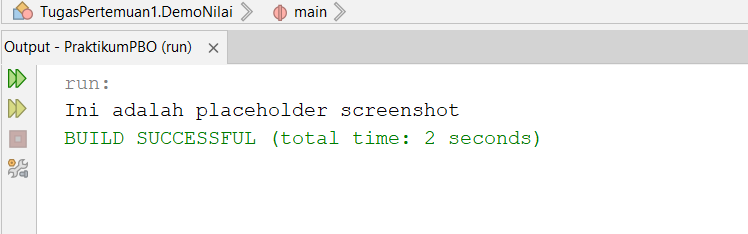 TugasPertemuan1.DemoNilai main
Output - PraktikumPBO (run)
run:
Ini adalah placeholder screenshot
BUILD SUCCESSFUL (total time: 2 seconds)